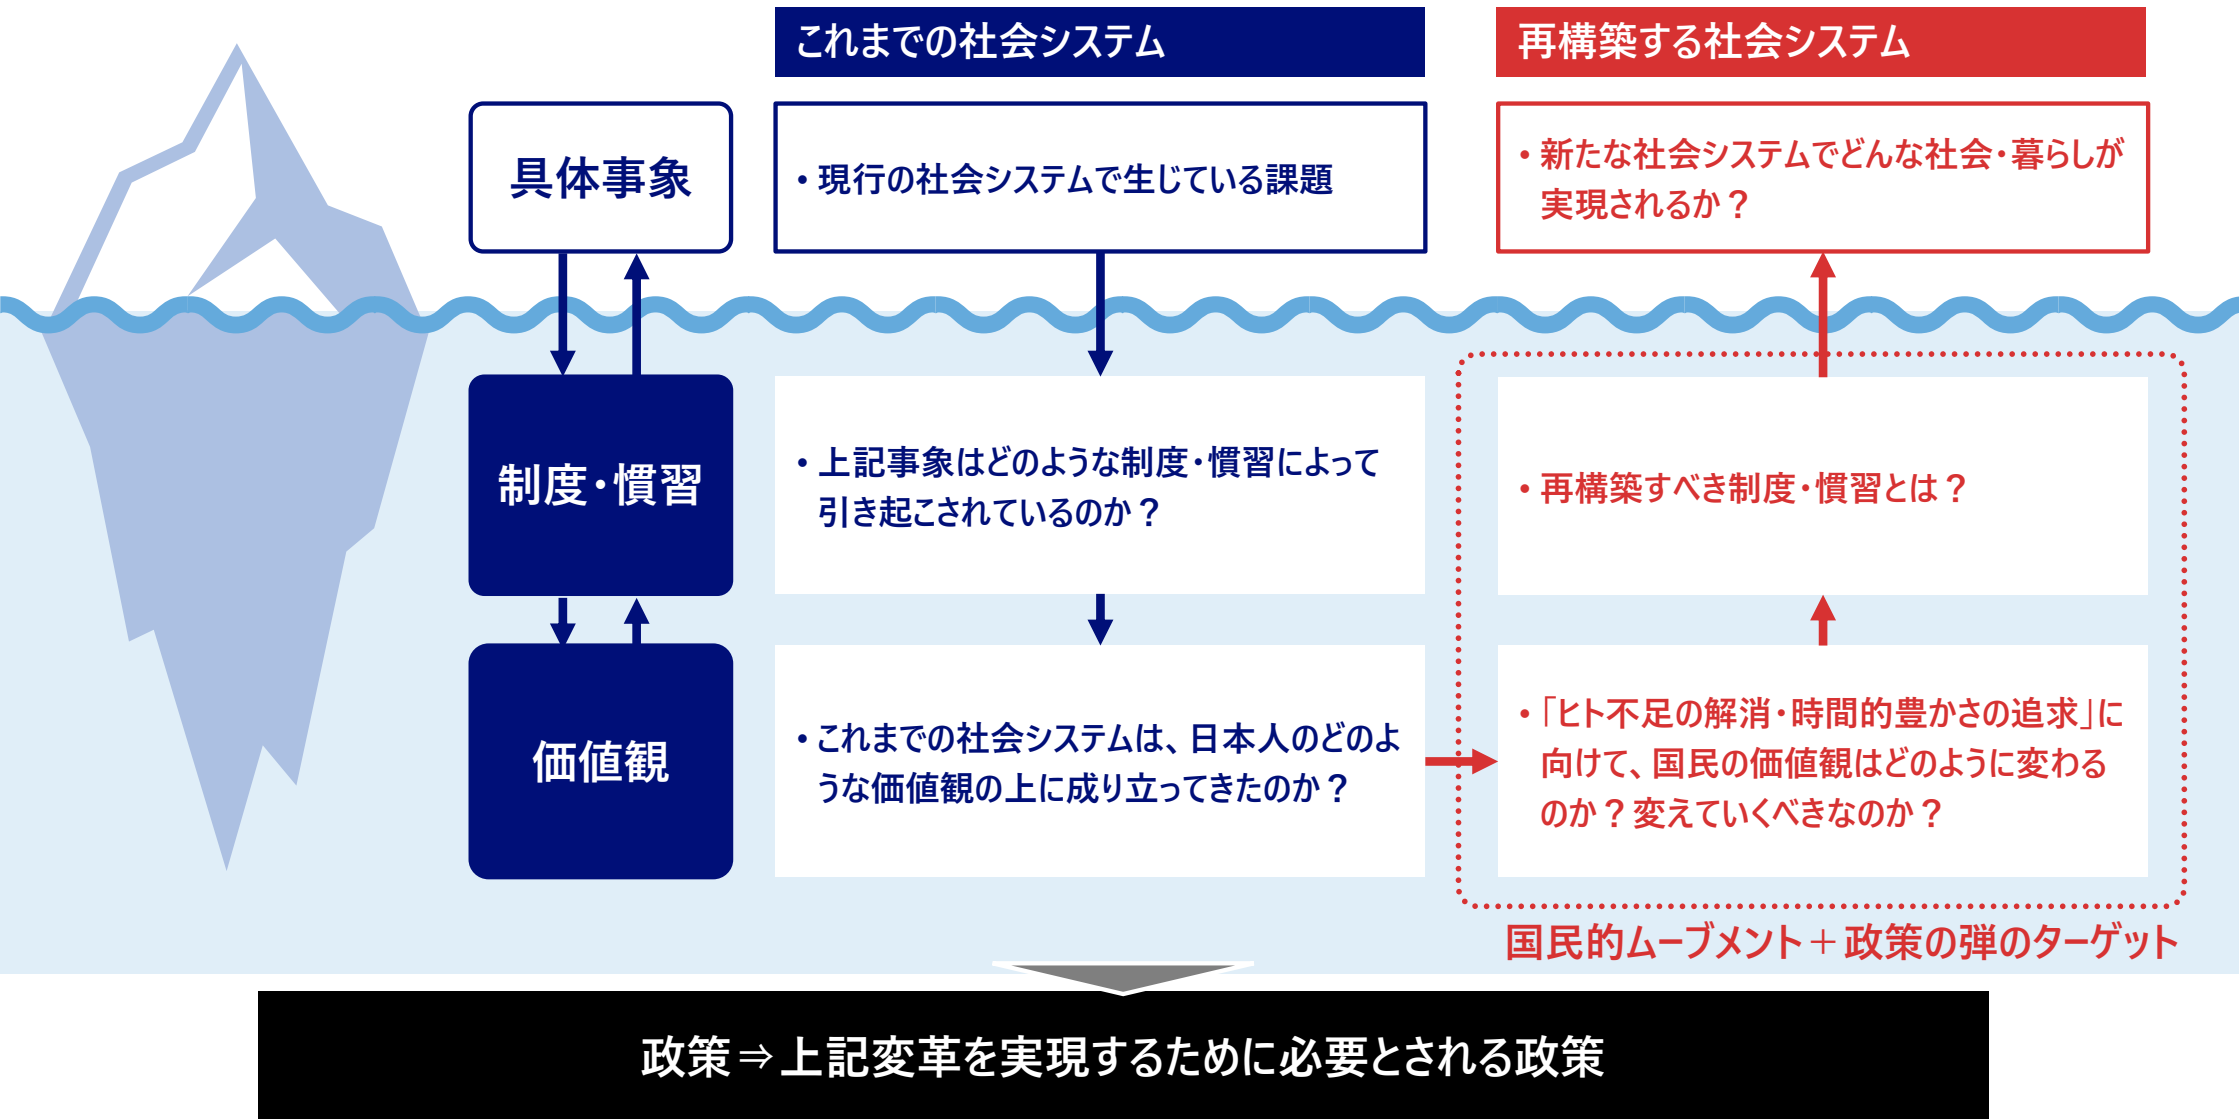 これまでの社会システム
再構築する社会システム
具体事象
・現行の社会システムで生じている課題
・新たな社会システムでどんな社会・暮らしが
実現されるか？
制度・慣習
・上記事象はどのような制度・慣習によって
引き起こされているのか？
・再構築すべき制度・慣習とは？
価値観
・これまでの社会システムは、日本人のどのよ
うな価値観の上に成り立ってきたのか？
・「ヒト不足の解消・時間的豊かさの追求」に
向けて、国民の価値観はどのように変わる
のか？変えていくべきなのか？
国民的ムーブメント＋政策の弾のターゲット
政策⇒上記変革を実現するために必要とされる政策